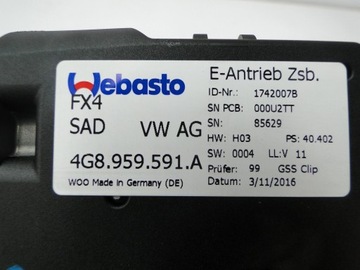 Webasto
E-Antrieb Zsb.
FX4
ID-Nr.: 1742007B
SN PCB: 000U2TT
SAD VW AG
SN: 85629
HW: H03 PS: 40.402
4G8.959.591.A
SW: 0004 LL:V 11
Prüfer: 99 GSS Clip
WOO Made in Germany (DE)
Datum: 3/11/2016